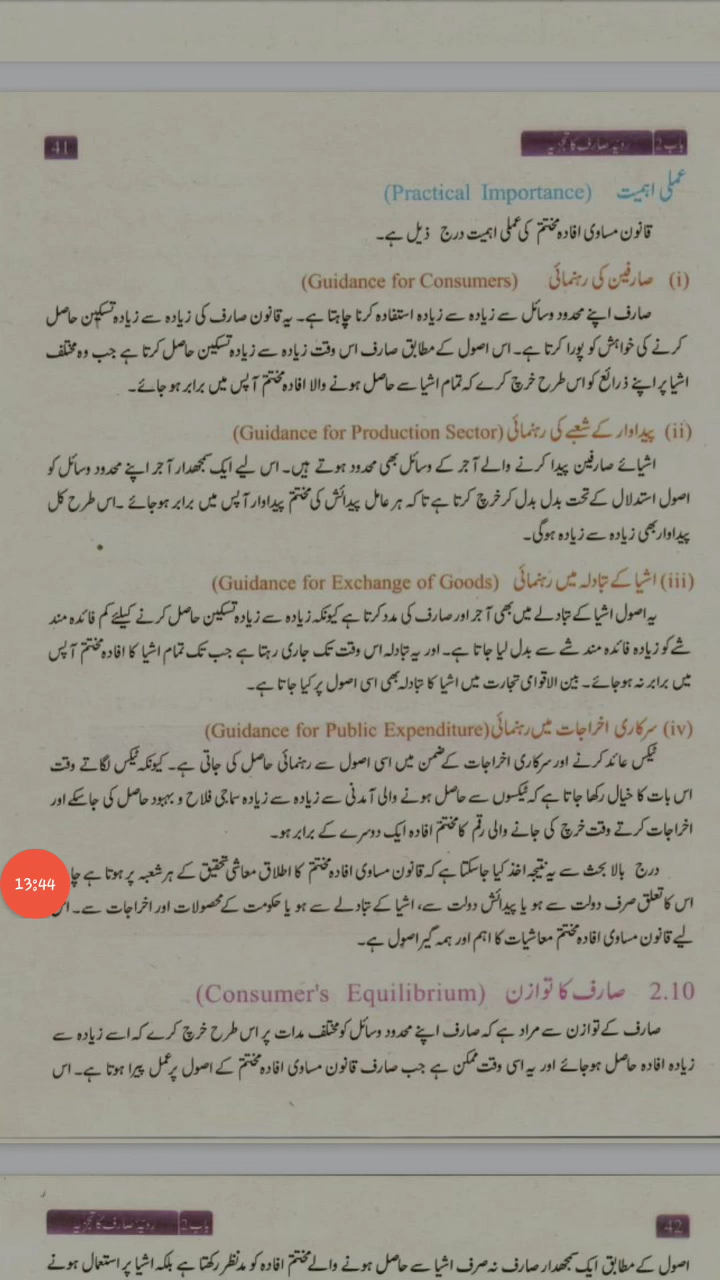 41
باب 2 رویہ صارف کا تجزیہ
عملی اہمیت (Practical Importance)
قانون مساوی افادہ مختتم کی عملی اہمیت درج ذیل ہے۔
(i) صارفین کی رہنمائی (Guidance for Consumers)
صارف اپنے محدود وسائل سے زیادہ سے زیادہ استفادہ کرنا چاہتا ہے۔ یہ قانون صارف کی زیادہ سے زیادہ تسکین حاصل
کرنے کی خواہش کو پورا کرتا ہے۔ اس اصول کے مطابق صارف اس وقت زیادہ سے زیادہ تسکین حاصل کرتا ہے جب وہ مختلف
اشیا پر اپنے ذرائع کو اس طرح خرچ کرے کہ تمام اشیا سے حاصل ہونے والا افادہ مختتم آپس میں برابر ہو جائے۔
(ii) پیداوار کے شعبے کی رہنمائی (Guidance for Production Sector)
اشیائے صارفین پیدا کرنے والے آجر کے وسائل بھی محدود ہوتے ہیں۔ اس لیے ایک سمجھدار آجر اپنے محدود وسائل کو
اصول استدلال کے تحت بدل بدل کر خرچ کرتا ہے تاکہ ہر عامل پیدائش کی مختتم پیداوار آپس میں برابر ہو جائے۔ اس طرح کل
پیداوار بھی زیادہ سے زیادہ ہوگی۔
(iii) اشیا کے تبادلہ میں رہنمائی (Guidance for Exchange of Goods)
یہ اصول اشیا کے تبادلے میں بھی آجر اور صارف کی مدد کرتا ہے کیونکہ زیادہ سے زیادہ تسکین حاصل کرنے کیلئے کم فائدہ مند
شے کو زیادہ فائدہ مند شے سے بدل لیا جاتا ہے۔ اور یہ تبادلہ اس وقت تک جاری رہتا ہے جب تک تمام اشیا کا افادہ مختتم آپس
میں برابر نہ ہو جائے۔ بین الاقوامی تجارت میں اشیا کا تبادلہ بھی اسی اصول پر کیا جاتا ہے۔
(iv) سرکاری اخراجات میں رہنمائی (Guidance for Public Expenditure)
ٹیکس عائد کرنے اور سرکاری اخراجات کے ضمن میں اسی اصول سے رہنمائی حاصل کی جاتی ہے۔ کیونکہ ٹیکس لگاتے وقت
اس بات کا خیال رکھا جاتا ہے کہ ٹیکسوں سے حاصل ہونے والی آمدنی سے زیادہ سے زیادہ سماجی فلاح و بہبود حاصل کی جاسکے اور
اخراجات کرتے وقت خرچ کی جانے والی رقم کا مختتم افادہ ایک دوسرے کے برابر ہو۔
درج بالا بحث سے یہ نتیجہ اخذ کیا جاسکتا ہے کہ قانون مساوی افادہ مختتم کا اطلاق معاشی تحقیق کے ہر شعبہ پر ہوتا ہے
13:44
اس کا تعلق صرف دولت سے ہو یا پیدائش دولت سے، اشیا کے تبادلے سے ہو یا حکومت کے محصولات اور اخراجات سے۔ اس
لیے قانون مساوی افادہ مختتم معاشیات کا اہم اور ہمہ گیر اصول ہے۔
2.10 صارف کا توازن (Consumer's Equilibrium)
صارف کے توازن سے مراد ہے کہ صارف اپنے محدود وسائل کو مختلف مدات پر اس طرح خرچ کرے کہ اسے زیادہ سے
زیادہ افادہ حاصل ہو جائے اور یہ اسی وقت ممکن ہے جب صارف قانون مساوی افادہ مختتم کے اصول پر عمل پیرا ہوتا ہے۔ اس
باب 2 رویہ صارف کا تجزیہ
42
اصول کے مطابق ایک سمجھدار صارف نہ صرف اشیا سے حاصل ہونے والے مختتم افادہ کو مدنظر رکھتا ہے بلکہ اشیا پر استعمال ہونے